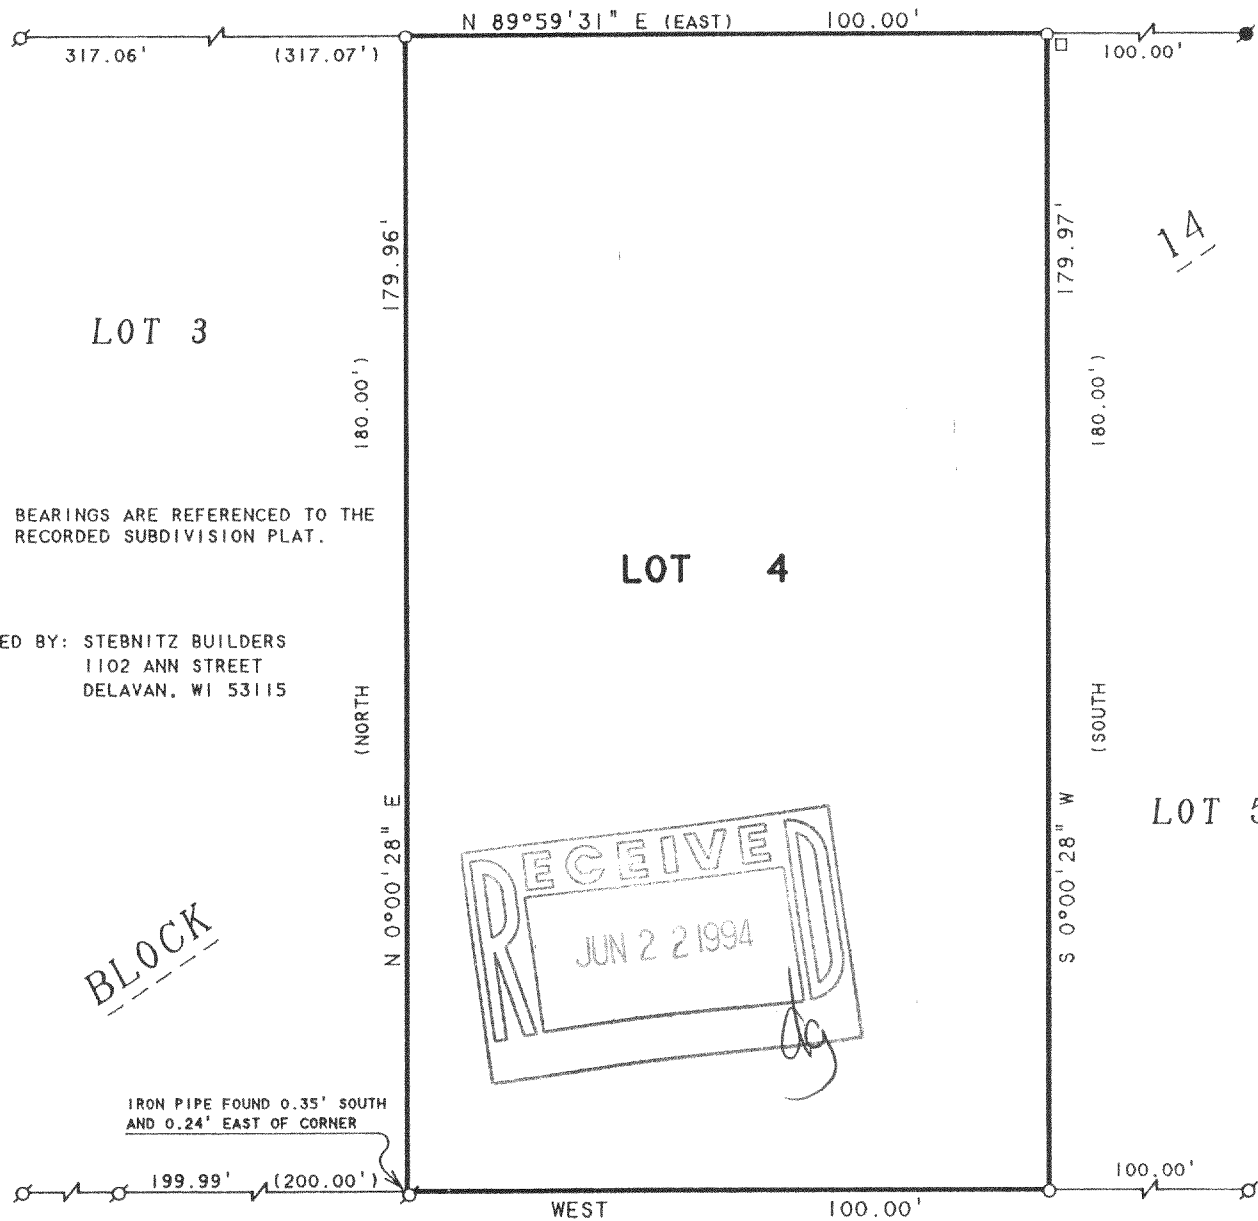 N 89°59'31" E (EAST) 100.00'
317.06' (317.07')
100.00'
179.96'
179.97'
14
LOT 3
180.00')
180.00')
BEARINGS ARE REFERENCED TO THE
RECORDED SUBDIVISION PLAT.
LOT 4
ED BY: STEBNITZ BUILDERS
1102 ANN STREET
DELAVAN, WI 53115
(NORTH
(SOUTH
N 0°00'28" E
S 0°00'28" W
LOT 5
RECEIVED
JUN 22 1994
BLOCK
IRON PIPE FOUND 0.35' SOUTH
AND 0.24' EAST OF CORNER
199.99' (200.00')
100.00'
WEST 100.00'